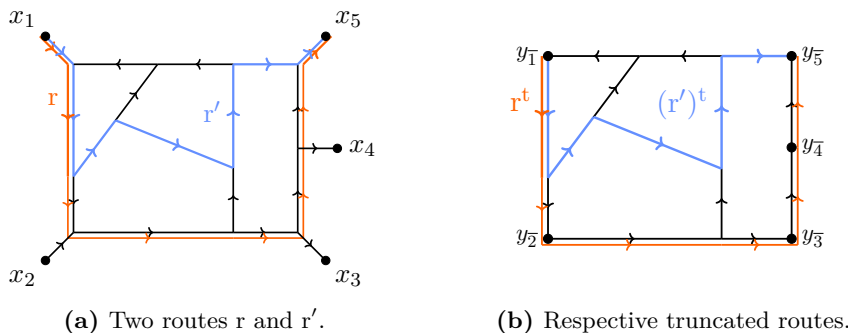 x₁ x₅ y₁̅ y₅̅
r r′ rᵗ (r′)ᵗ
x₄ y₄̅
x₂ x₃ y₂̅ y₃̅
(a) Two routes r and r′. (b) Respective truncated routes.